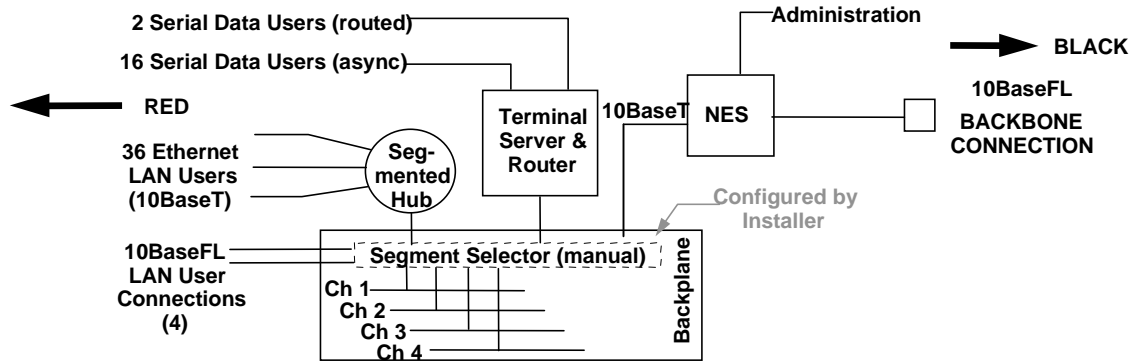 2 Serial Data Users (routed)
16 Serial Data Users (async)
Administration
BLACK
RED
10BaseFL
BACKBONE
CONNECTION
36 Ethernet
LAN Users
(10BaseT)
Seg-
mented
Hub
Terminal
Server &
Router
10BaseT
NES
Configured by
Installer
10BaseFL
LAN User
Connections
(4)
Segment Selector (manual)
Backplane
Ch 1
Ch 2
Ch 3
Ch 4